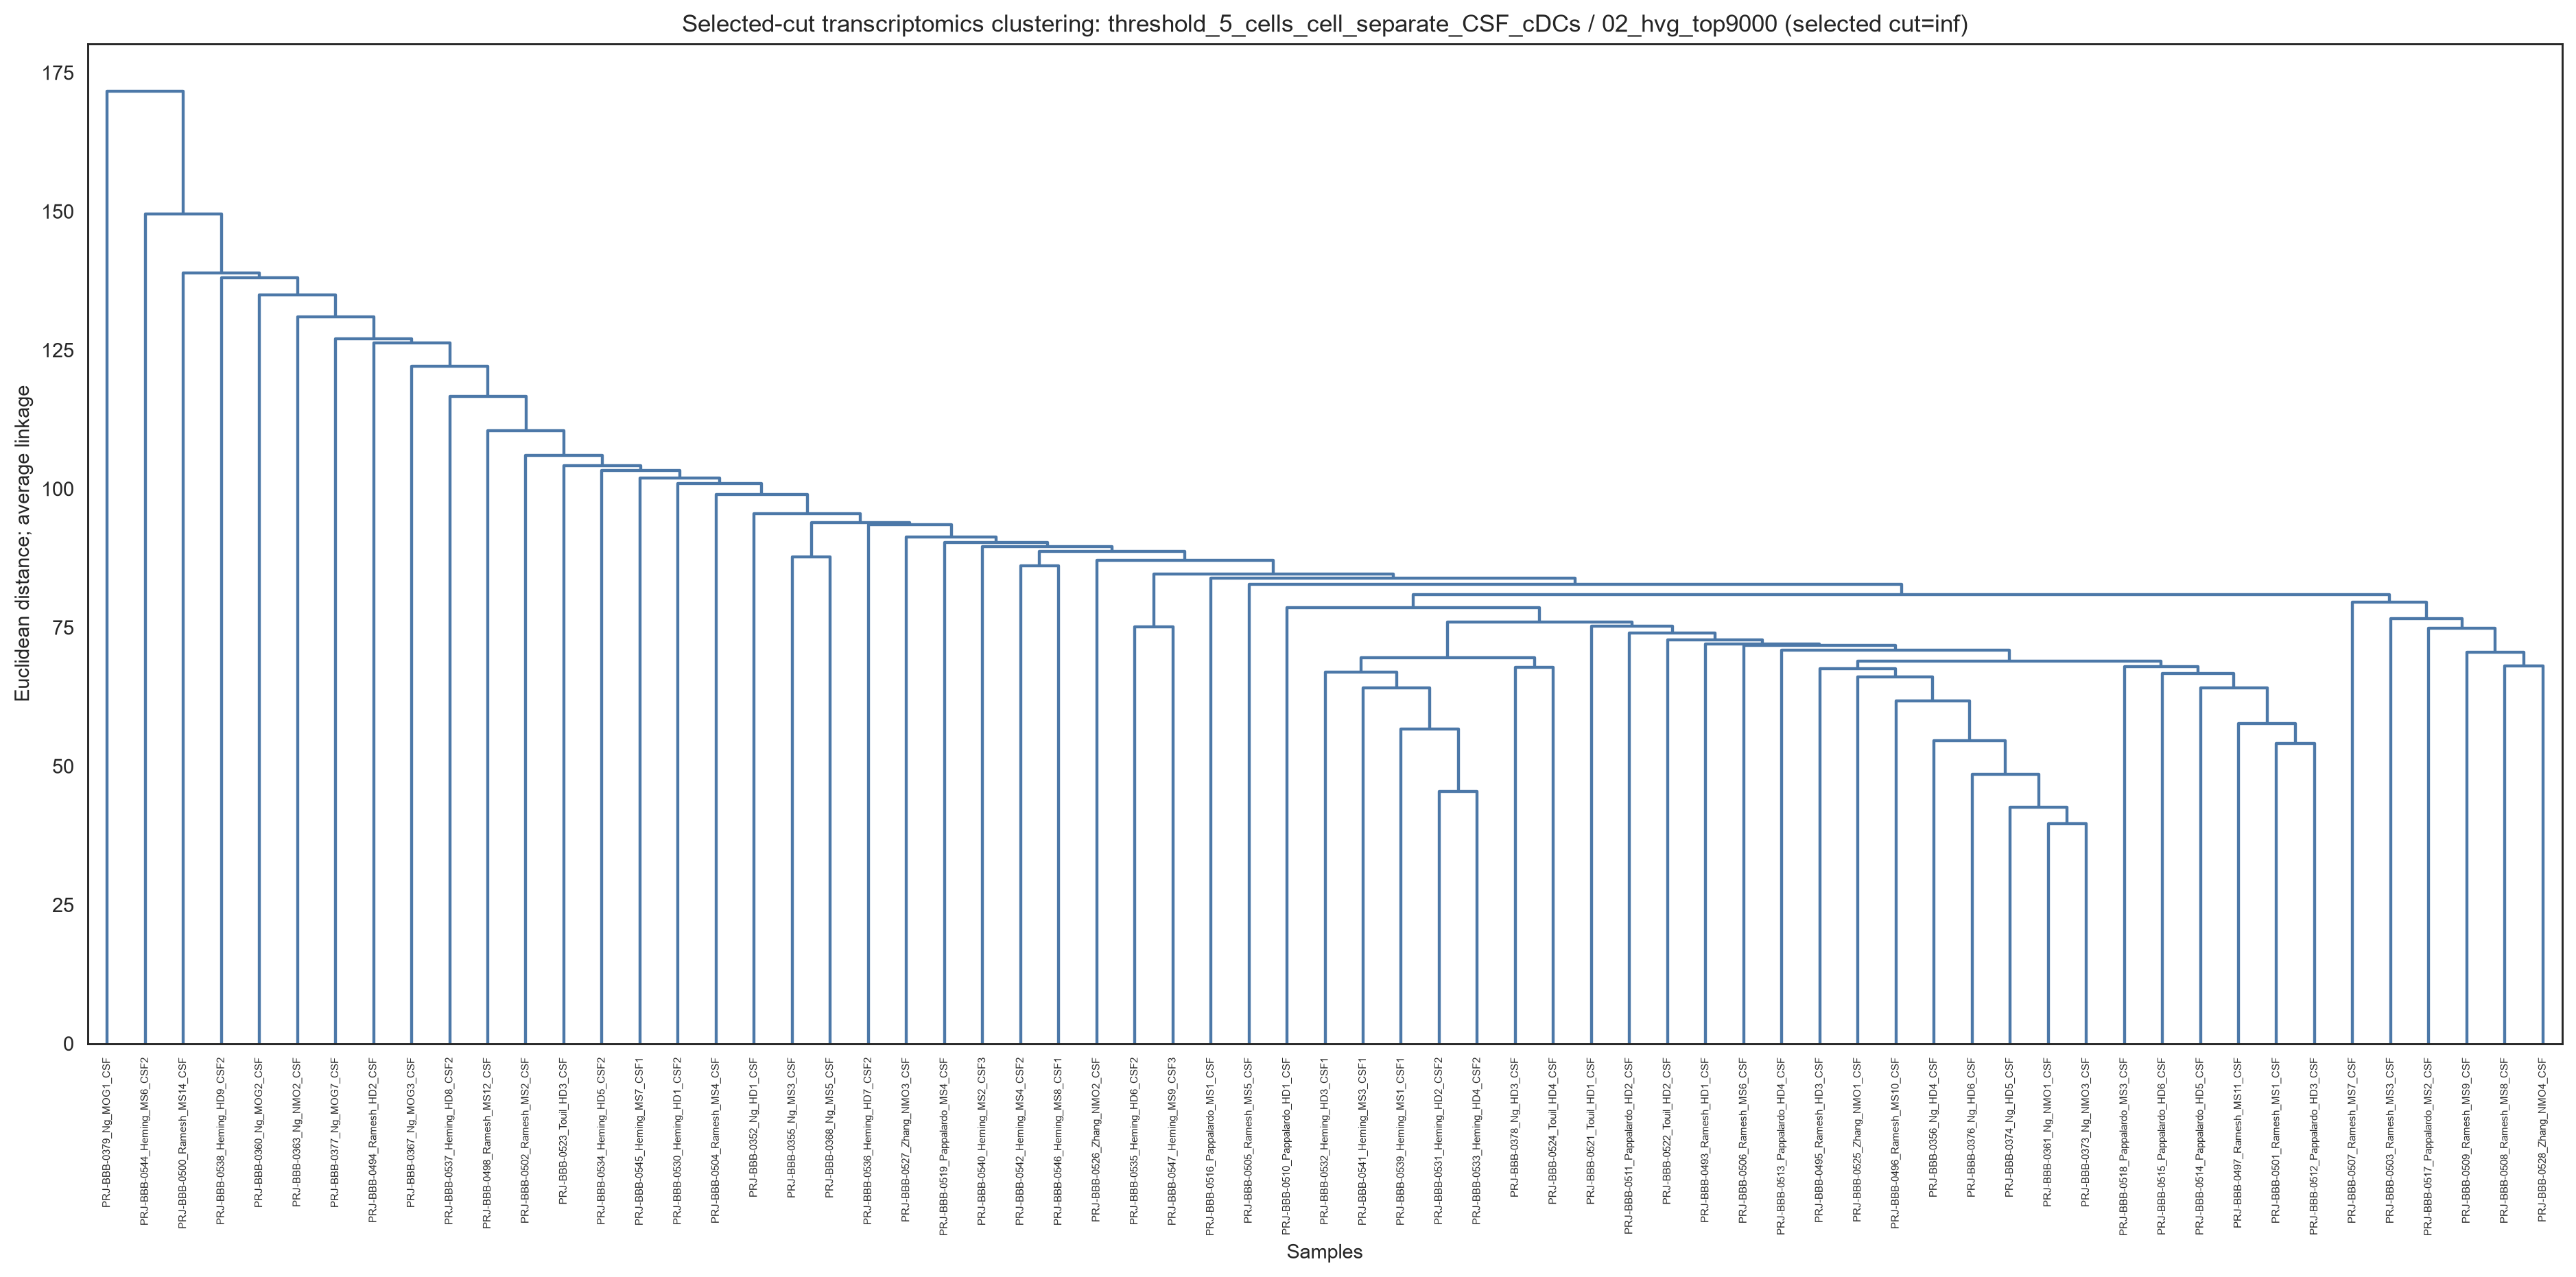 Selected-cut transcriptomics clustering: threshold_5_cells_cell_separate_CSF_cDCs / 02_hvg_top9000 (selected cut=inf)
Euclidean distance; average linkage
175
150
125
100
75
50
25
0
PRJ-BBB-0379_Ng_MOG1_CSF
PRJ-BBB-0544_Heming_MS6_CSF2
PRJ-BBB-0500_Ramesh_MS14_CSF
PRJ-BBB-0538_Heming_HD9_CSF2
PRJ-BBB-0360_Ng_MOG2_CSF
PRJ-BBB-0363_Ng_NMO2_CSF
PRJ-BBB-0377_Ng_MOG7_CSF
PRJ-BBB-0494_Ramesh_HD2_CSF
PRJ-BBB-0367_Ng_MOG3_CSF
PRJ-BBB-0537_Heming_HD8_CSF2
PRJ-BBB-0498_Ramesh_MS12_CSF
PRJ-BBB-0502_Ramesh_MS2_CSF
PRJ-BBB-0523_Touil_HD3_CSF
PRJ-BBB-0534_Heming_HD5_CSF2
PRJ-BBB-0545_Heming_MS7_CSF1
PRJ-BBB-0530_Heming_HD1_CSF2
PRJ-BBB-0504_Ramesh_MS4_CSF
PRJ-BBB-0352_Ng_HD1_CSF
PRJ-BBB-0355_Ng_MS3_CSF
PRJ-BBB-0368_Ng_MS5_CSF
PRJ-BBB-0536_Heming_HD7_CSF2
PRJ-BBB-0527_Zhang_NMO3_CSF
PRJ-BBB-0519_Pappalardo_MS4_CSF
PRJ-BBB-0540_Heming_MS2_CSF3
PRJ-BBB-0542_Heming_MS4_CSF2
PRJ-BBB-0546_Heming_MS8_CSF1
PRJ-BBB-0526_Zhang_NMO2_CSF
PRJ-BBB-0535_Heming_HD6_CSF2
PRJ-BBB-0547_Heming_MS9_CSF3
PRJ-BBB-0516_Pappalardo_MS1_CSF
PRJ-BBB-0505_Ramesh_MS5_CSF
PRJ-BBB-0510_Pappalardo_HD1_CSF
PRJ-BBB-0532_Heming_HD3_CSF1
PRJ-BBB-0541_Heming_MS3_CSF1
PRJ-BBB-0539_Heming_MS1_CSF1
PRJ-BBB-0531_Heming_HD2_CSF2
PRJ-BBB-0533_Heming_HD4_CSF2
PRJ-BBB-0378_Ng_HD3_CSF
PRJ-BBB-0524_Touil_HD4_CSF
PRJ-BBB-0521_Touil_HD1_CSF
PRJ-BBB-0511_Pappalardo_HD2_CSF
PRJ-BBB-0522_Touil_HD2_CSF
PRJ-BBB-0493_Ramesh_HD1_CSF
PRJ-BBB-0506_Ramesh_MS6_CSF
PRJ-BBB-0513_Pappalardo_HD4_CSF
PRJ-BBB-0495_Ramesh_HD3_CSF
PRJ-BBB-0525_Zhang_NMO1_CSF
PRJ-BBB-0496_Ramesh_MS10_CSF
PRJ-BBB-0356_Ng_HD4_CSF
PRJ-BBB-0376_Ng_HD6_CSF
PRJ-BBB-0374_Ng_HD5_CSF
PRJ-BBB-0361_Ng_NMO1_CSF
PRJ-BBB-0373_Ng_NMO3_CSF
PRJ-BBB-0518_Pappalardo_MS3_CSF
PRJ-BBB-0515_Pappalardo_HD6_CSF
PRJ-BBB-0514_Pappalardo_HD5_CSF
PRJ-BBB-0497_Ramesh_MS11_CSF
PRJ-BBB-0501_Ramesh_MS1_CSF
PRJ-BBB-0512_Pappalardo_HD3_CSF
PRJ-BBB-0507_Ramesh_MS7_CSF
PRJ-BBB-0503_Ramesh_MS3_CSF
PRJ-BBB-0517_Pappalardo_MS2_CSF
PRJ-BBB-0509_Ramesh_MS9_CSF
PRJ-BBB-0508_Ramesh_MS8_CSF
PRJ-BBB-0528_Zhang_NMO4_CSF
Samples